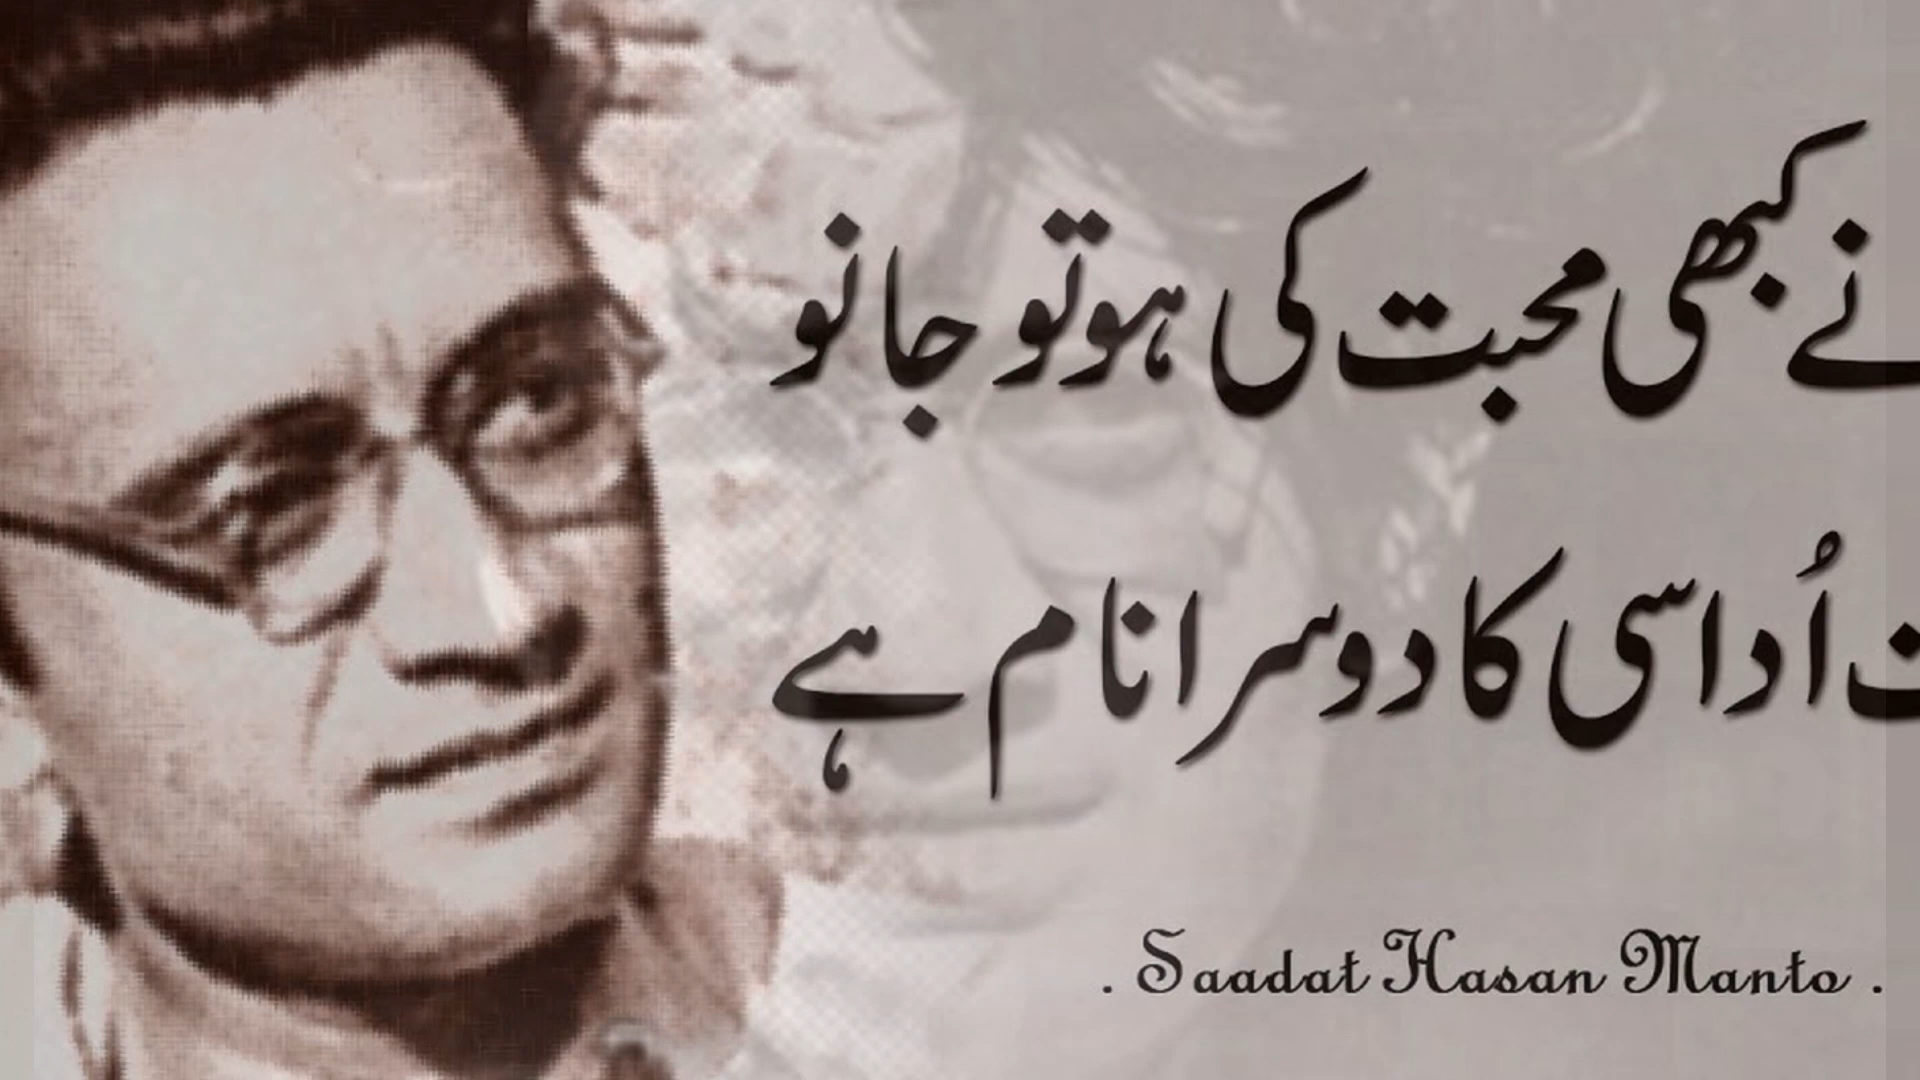 نے کبھی محبت کی ہو تو جانو
اُداسی کا دوسرا نام ہے
. Saadat Hasan Manto .